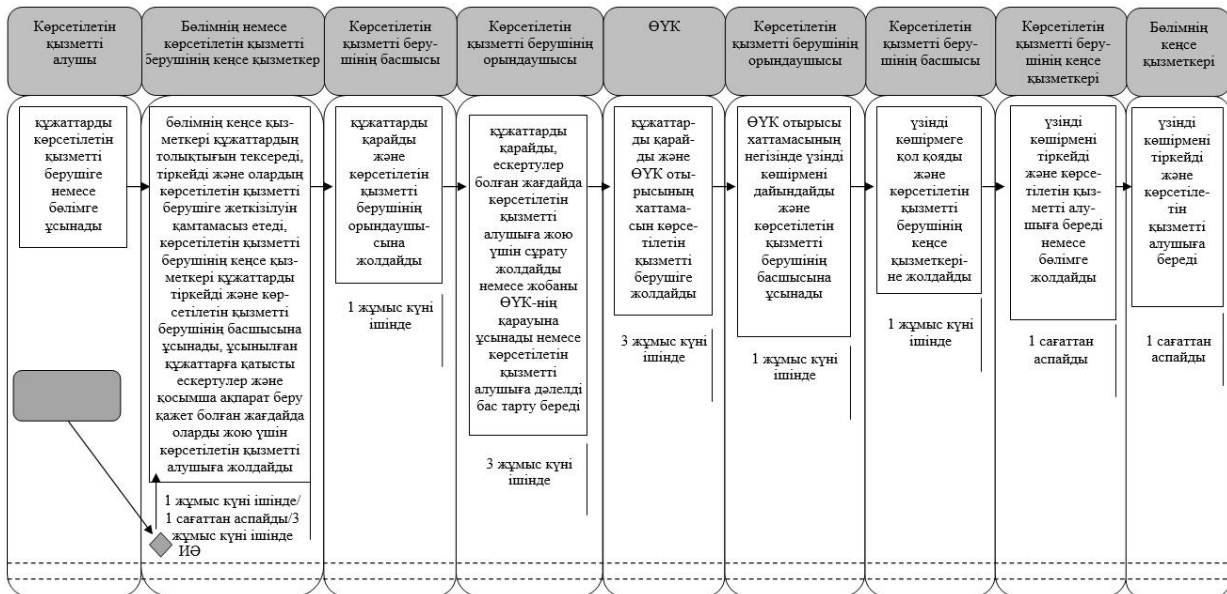 Көрсетілетін
қызметті
алушы
Бөлімнің немесе
көрсетілетін қызметті
берушінің кеңсе қызметкер
Көрсетілетін
қызметті бе­ру-
шінің басшысы
Көрсетілетін
қызметті берушінің
орындаушысы
ӨҮК
Көрсетілетін
қызметті берушінің
орындаушысы
Көрсетілетін
қызметті беру-
шінің басшысы
Көрсетілетін
қызметті беру-
шінің кеңсе
қызметкері
Бөлімнің
кеңсе
қызметкері
құжаттарды
көрсетілетін
қызметті
берушіге
немесе
бөлімге
ұсынады
бөлімнің кеңсе қыз-
меткері құжаттардың
толықтығын тексереді,
тіркейді және олардың
көрсетілетін қызметті
берушіге жеткізілуін
қамтамасыз етеді,
көрсетілетін қызметті
берушінің кеңсе қыз-
меткері құжаттарды
тіркейді және көр-
сетілетін қызметті
берушінің басшысына
ұсынады, ұсынылған
құжаттарға қатысты
ескертулер және
қосымша ақпарат беру
қажет болған жағдайда
оларды жою үшін
көрсетілетін қызметті
алушыға жолдайды
1 жұмыс күні ішінде/
1 сағаттан аспайды/3
жұмыс күні ішінде
ИӘ
құжаттарды
қарайды
және
көрсетілетін
қызметті
берушінің
орындаушы-
сына
жолдайды
1 жұмыс күні
ішінде
құжаттарды
қарайды,
ескертулер
болған жағдайда
көрсетілетін
қызметті
алушыға жою
үшін сұрату
жолдайды
немесе жобаны
ӨҮК-нің
қарауына
ұсынады немесе
көрсетілетін
қызметті
алушыға дәлелді
бас тарту береді
3 жұмыс күні
ішінде
құжаттар-
ды қарай-
ды және
ӨҮК оты-
рысының
хаттама-
сын көрсе-
тілетін
қызметті
берушіге
жолдайды
3 жұмыс күні
ішінде
ӨҮК отырысы
хаттамасының
негізінде үзінді
көшірмені
дайындайды
және
көрсетілетін
қызметті
берушінің
басшысына
ұсынады
1 жұмыс күні
ішінде
үзінді
көшірмеге
қол қояды
және
көрсетілетін
қызметті
берушінің
кеңсе
қызметкері-
не жолдайды
1 жұмыс күні
ішінде
үзінді
көшірмені
тіркейді
және көрсе-
тілетін қыз-
метті алу-
шыға береді
немесе
бөлімге
жолдайды
1 сағаттан
аспайды
үзінді
көшірмені
тіркейді
және
көрсетіле-
тін
қызметті
алушыға
береді
1 сағаттан
аспайды